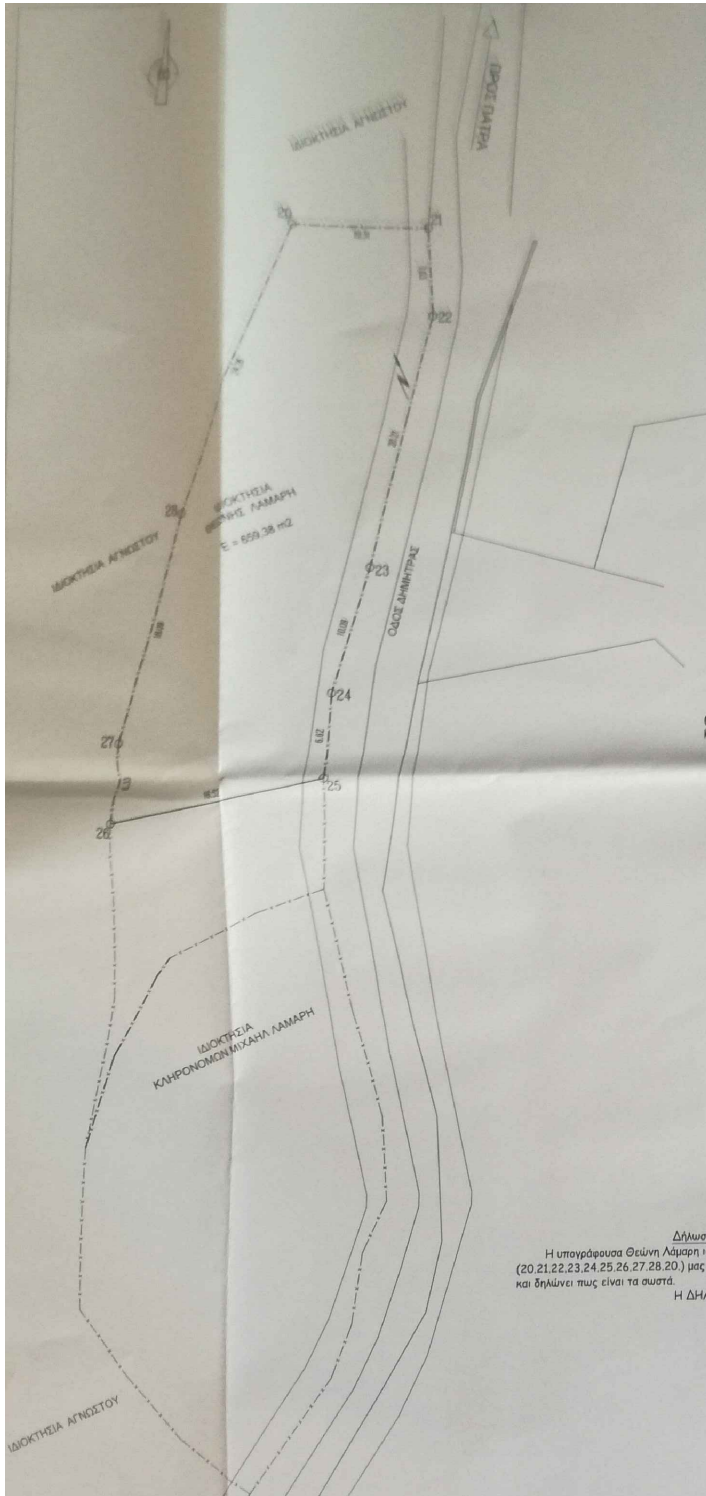 ΠΡΟΣ ΠΑΤΡΑ
ΙΔΙΟΚΤΗΣΙΑ ΑΓΝΩΣΤΟΥ
20
21
22
28
ΙΔΙΟΚΤΗΣΙΑ
ΛΑΜΑΡΗ
Ε = 659,38 m2
ΙΔΙΟΚΤΗΣΙΑ ΑΓΝΩΣΤΟΥ
23
ΟΔΟΣ ΔΗΜΗΤΡΑΣ
24
27
25
26
ΙΔΙΟΚΤΗΣΙΑ
ΚΛΗΡΟΝΟΜΩΝ ΜΙΧΑΗΛ ΛΑΜΑΡΗ
Δήλωσ
Η υπογράφουσα Θεώνη Λάμαρη
(20,21,22,23,24,25,26,27,28,20,) μας
και δηλώνει πως είναι τα σωστά.
Η ΔΗΛ
ΙΔΙΟΚΤΗΣΙΑ ΑΓΝΩΣΤΟΥ